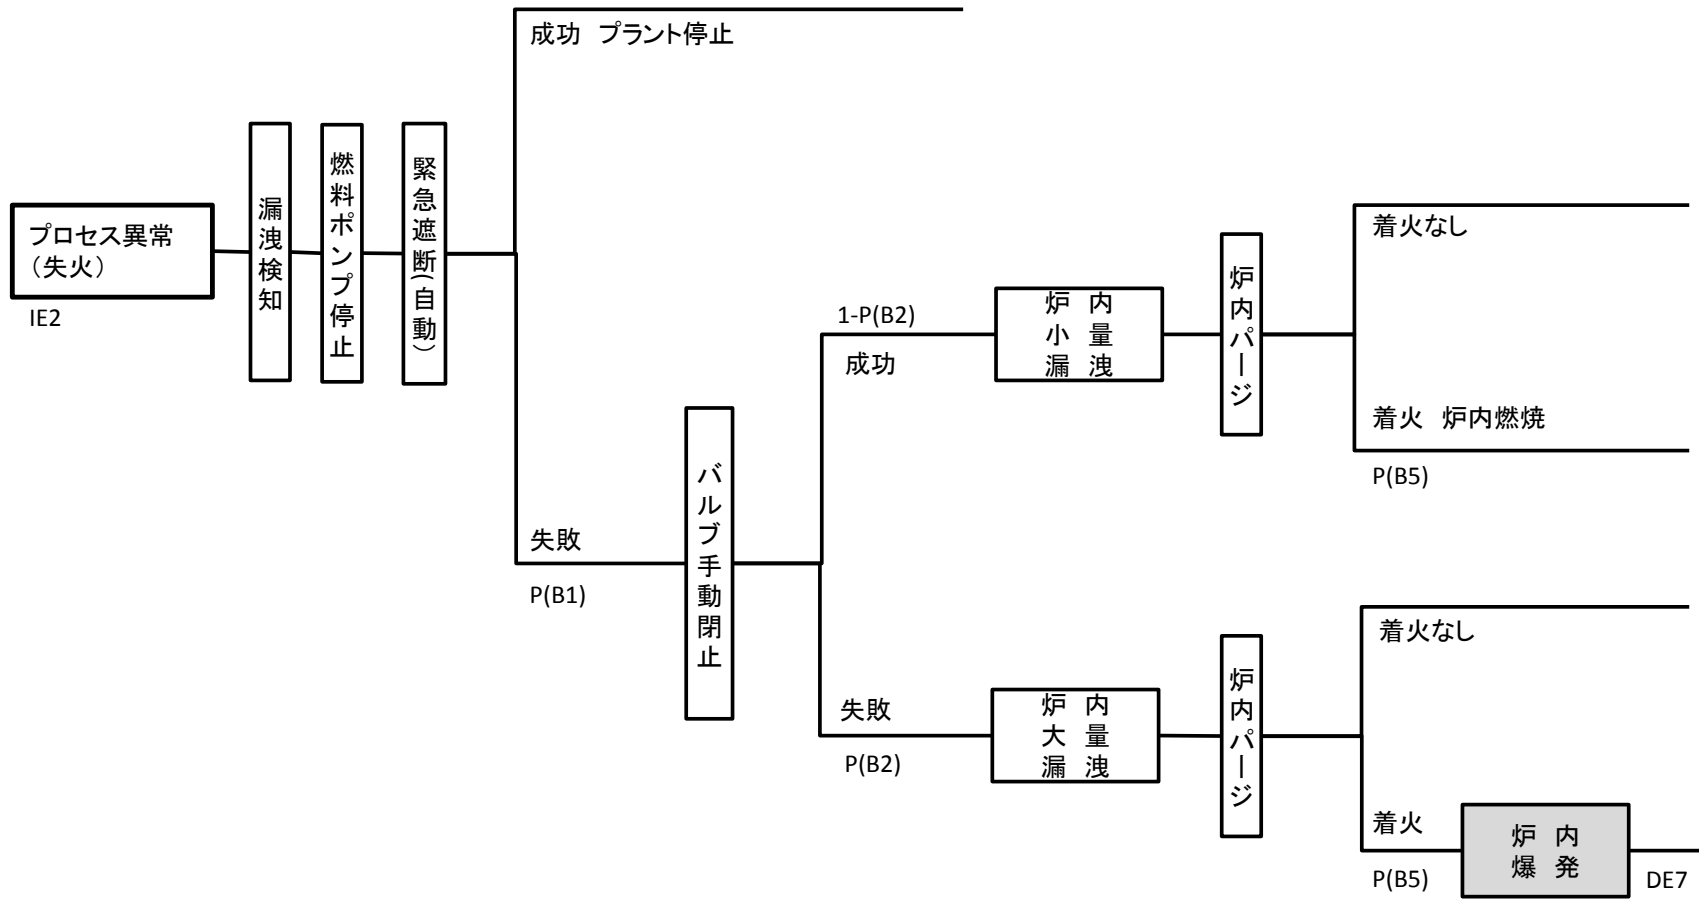 成功 プラント停止
プロセス異常
（失火）
IE2
漏洩検知
燃料ポンプ停止
緊急遮断(自動)
失敗
P(B1)
バルブ手動閉止
1-P(B2)
成功
炉 内
小 量
漏 洩
炉内パージ
着火なし
着火 炉内燃焼
P(B5)
失敗
P(B2)
炉 内
大 量
漏 洩
炉内パージ
着火なし
着火
P(B5)
炉 内
爆 発
DE7